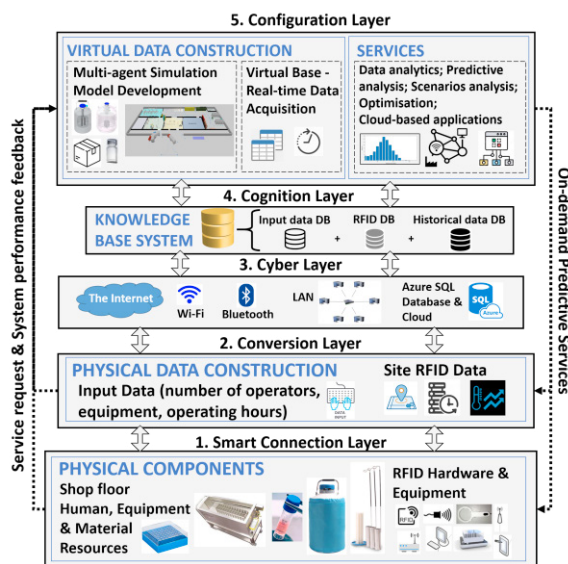 5. Configuration Layer
VIRTUAL DATA CONSTRUCTION
Multi-agent Simulation
Model Development
Virtual Base -
Real-time Data
Acquisition
SERVICES
Data analytics; Predictive
analysis; Scenarios analysis;
Optimisation;
Cloud-based applications
4. Cognition Layer
KNOWLEDGE
BASE SYSTEM
Input data DB
RFID DB
Historical data DB
+
+
3. Cyber Layer
The Internet
Wi-Fi
Bluetooth
LAN
Azure SQL
Database &
Cloud
SQL
Azure
2. Conversion Layer
PHYSICAL DATA CONSTRUCTION
Input Data (number of operators,
equipment, operating hours)
DATA
INPUT
Site RFID Data
1. Smart Connection Layer
PHYSICAL COMPONENTS
Shop floor
Human, Equipment
& Material
Resources
RFID Hardware &
Equipment
RFID
Service request & System performance feedback
On-demand Predictive Services